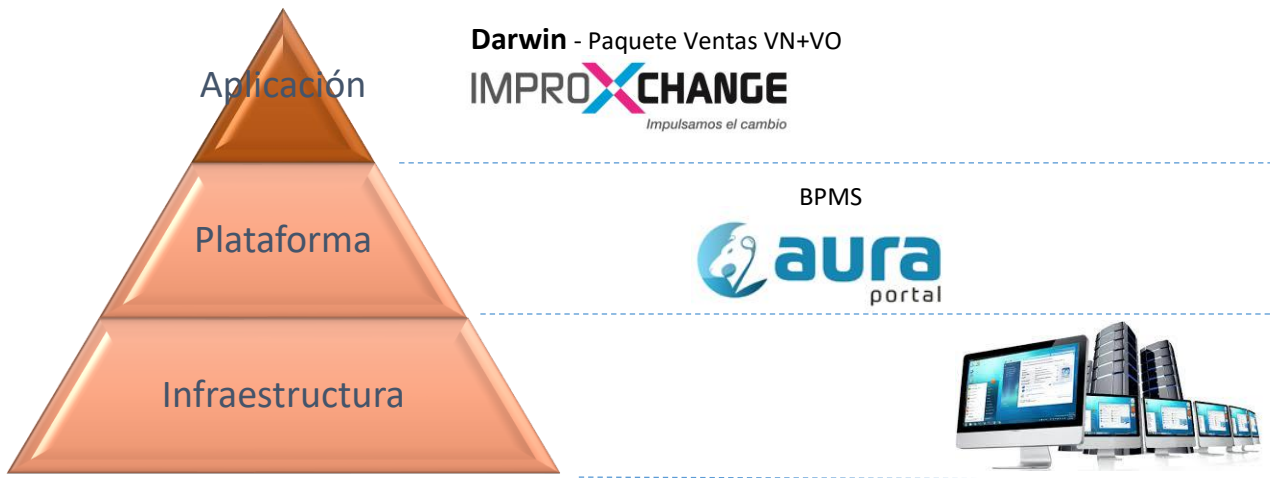 Darwin - Paquete Ventas VN+VO
Aplicación
IMPROXCHANGE
Impulsamos el cambio
BPMS
Plataforma
aura
portal
Infraestructura